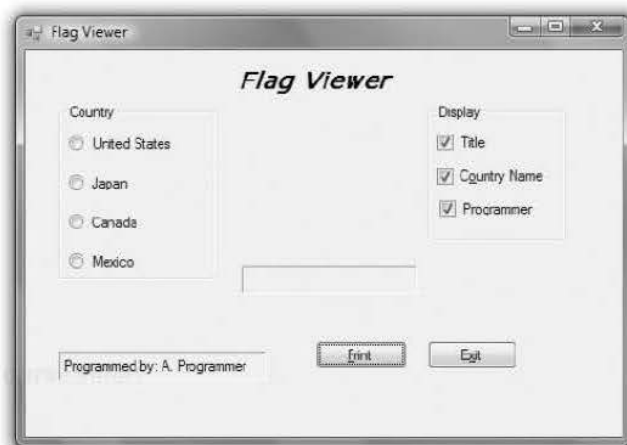 Flag Viewer
Flag Viewer
Country
United States
Japan
Canada
Mexico
Display
Title
Country Name
Programmer
Programmed by: A. Programmer
Print
Exit